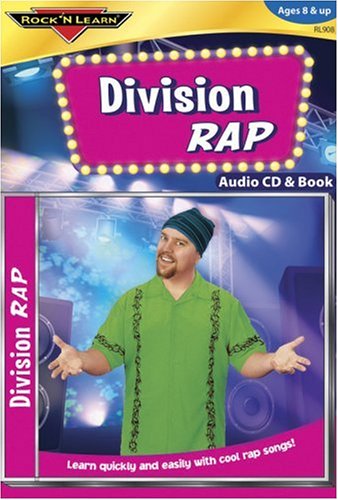 ROCK 'N LEARN
Ages 8 & up
RL908
Division
RAP
Audio CD & Book
Division RAP
Learn quickly and easily with cool rap songs!